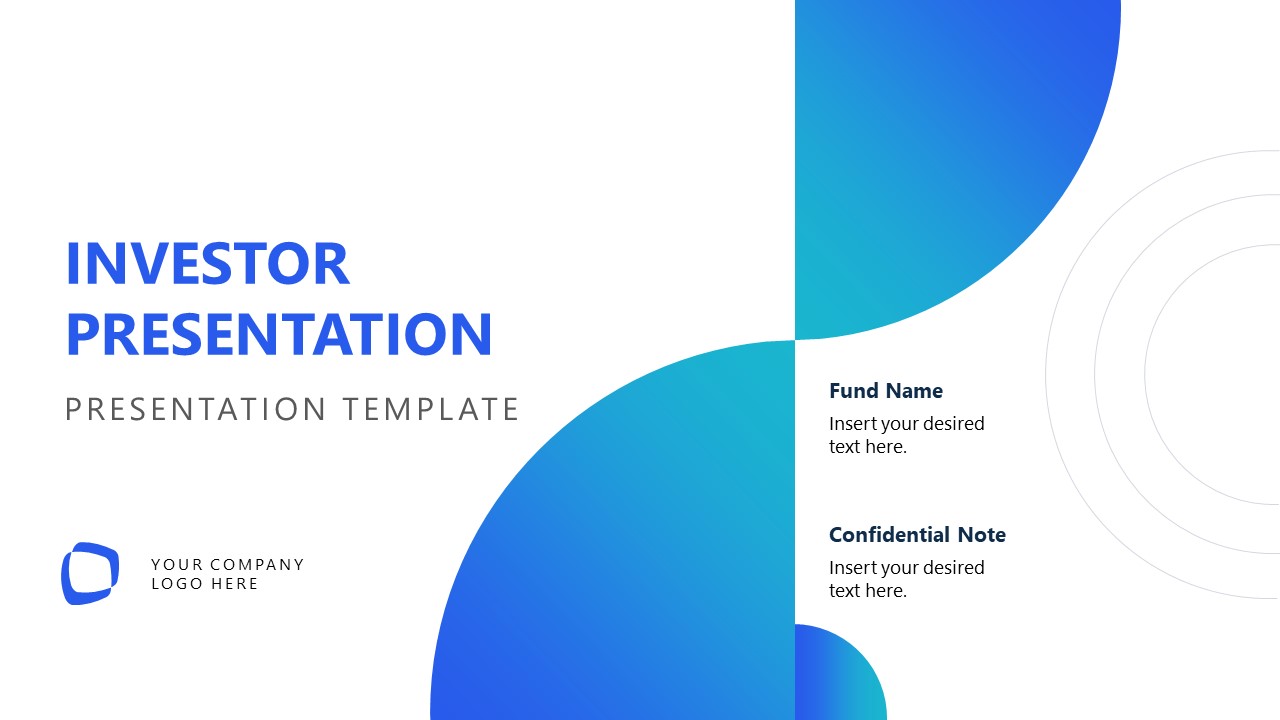 INVESTOR
PRESENTATION
PRESENTATION TEMPLATE
YOUR COMPANY
LOGO HERE
Fund Name
Insert your desired
text here.
Confidential Note
Insert your desired
text here.